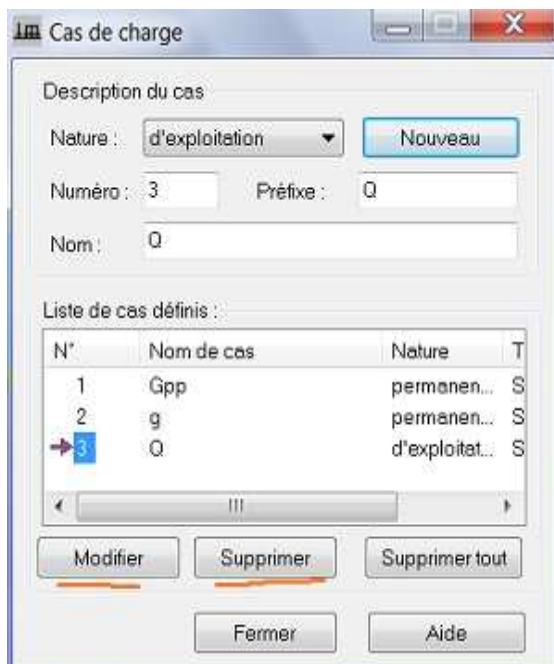 Cas de charge
Description du cas
Nature : d'exploitation Nouveau
Numéro : 3 Préfixe : Q
Nom : Q
Liste de cas définis :
N° Nom de cas Nature T
1 Gpp permanen... S
2 g permanen... S
3 Q d'exploitat... S
Modifier Supprimer Supprimer tout
Fermer Aide